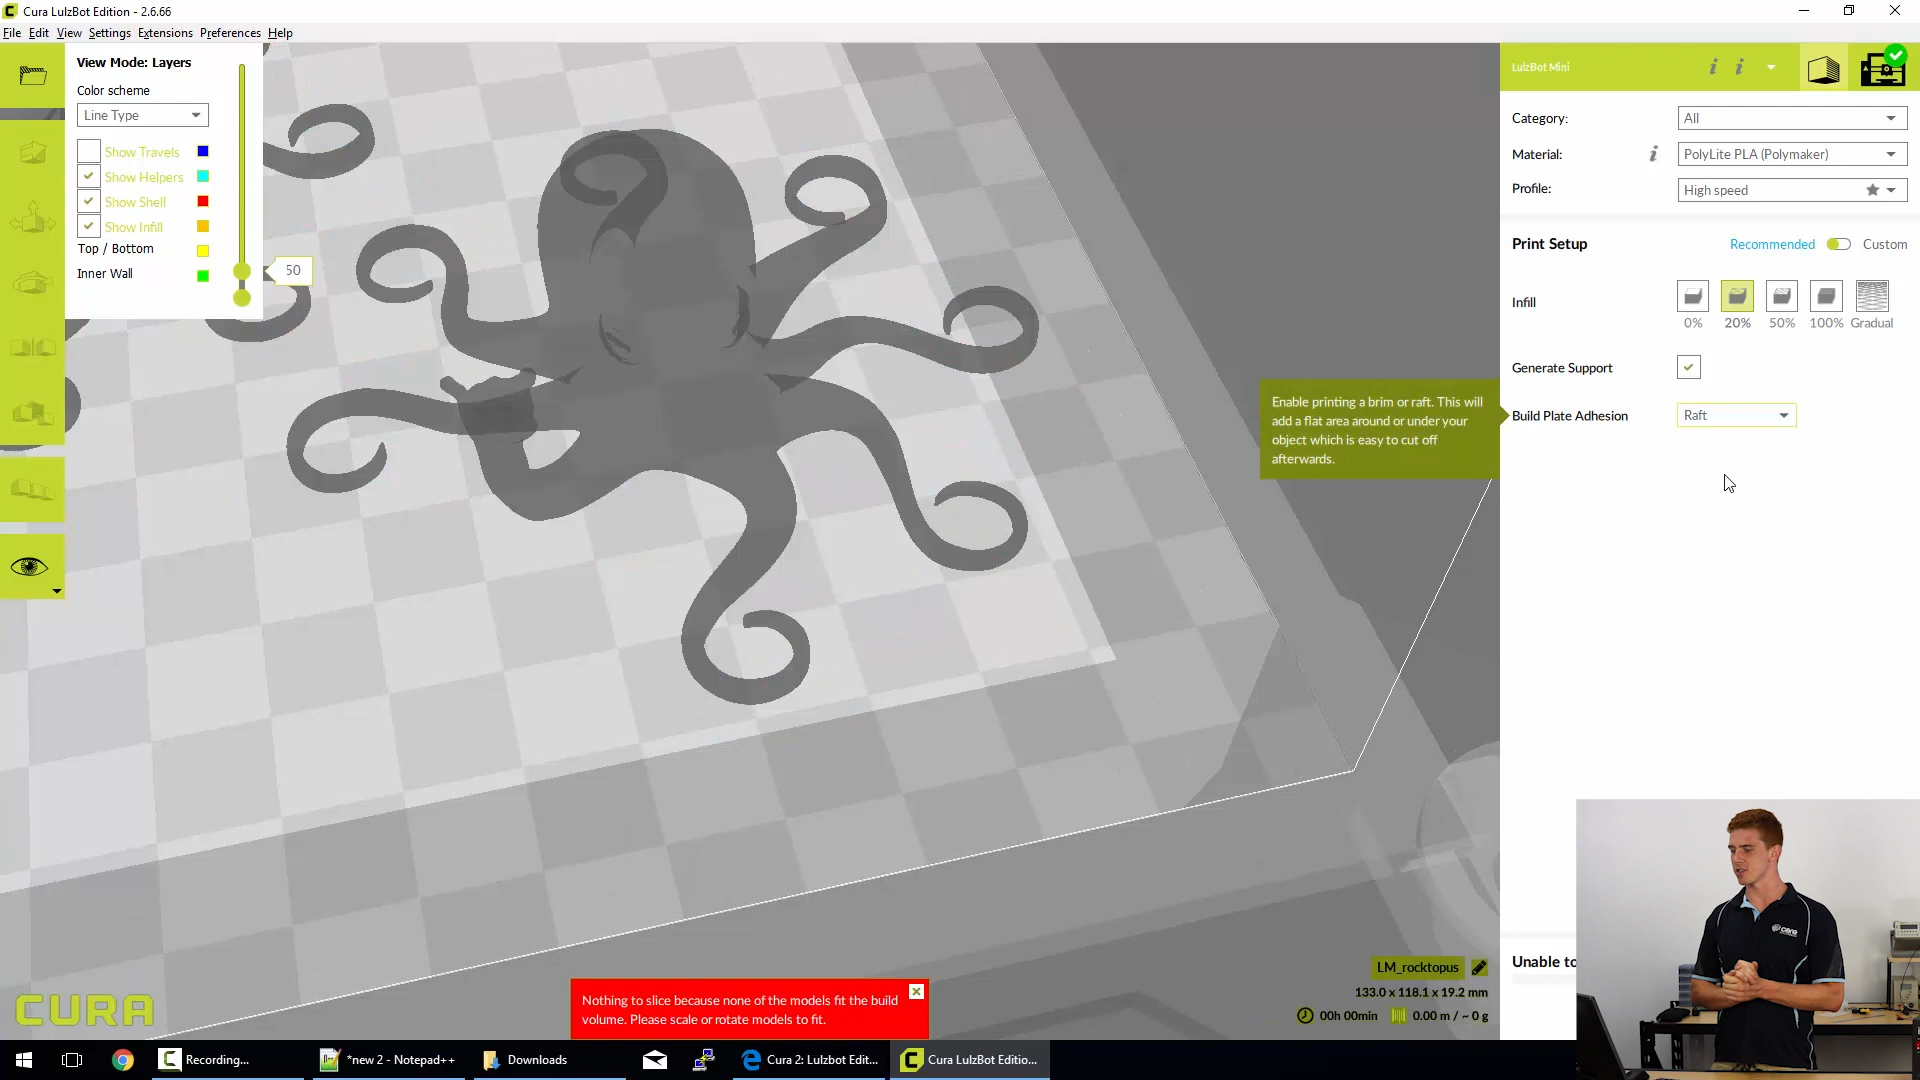 Cura LulzBot Edition - 2.6.66
File Edit View Settings Extensions Preferences Help
View Mode: Layers
Color scheme
Line Type
Show Travels
Show Helpers
Show Shell
Show Infill
Top / Bottom
Inner Wall
50
LulzBot Mini
Category:
All
Material:
PolyLite PLA (Polymaker)
Profile:
High speed
Print Setup
Recommended
Custom
Infill
0%
20%
50%
100%
Gradual
Generate Support
Build Plate Adhesion
Raft
Enable printing a brim or raft. This will
add a flat area around or under your
object which is easy to cut off
afterwards.
Unable to
LM_rocktopus
133.0 x 118.1 x 19.2 mm
00h 00min
0.00 m / ~ 0 g
Nothing to slice because none of the models fit the build
volume. Please scale or rotate models to fit.
CURA
Recording...
*new 2 - Notepad++
Downloads
Cura 2: Lulzbot Edit...
Cura LulzBot Editio...